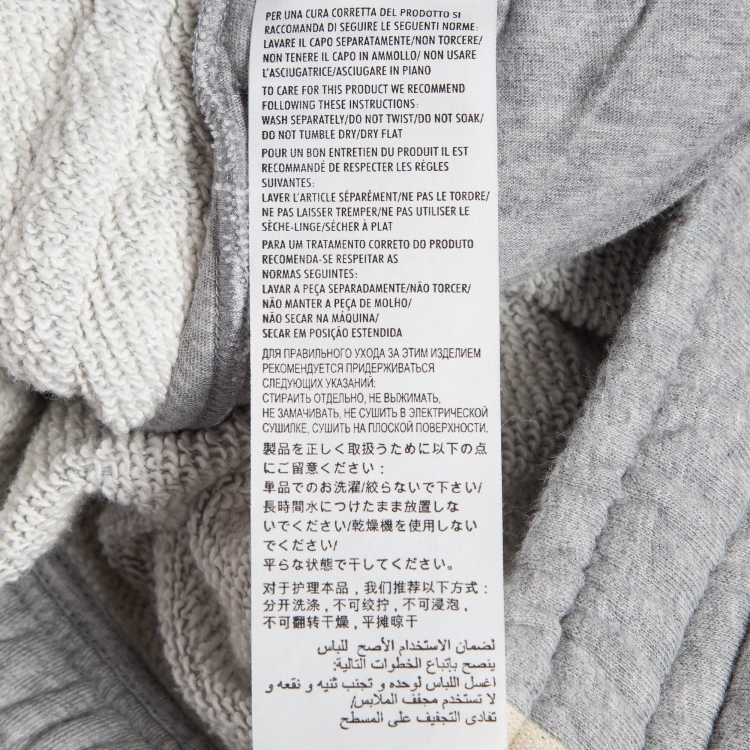 PER UNA CURA CORRETTA DEL PRODOTTO SI
RACCOMANDA DI SEGUIRE LE SEGUENTI NORME:
LAVARE IL CAPO SEPARATAMENTE/NON TORCERE/
NON TENERE IL CAPO IN AMMOLLO/ NON USARE
L'ASCIUGATRICE/ASCIUGARE IN PIANO
TO CARE FOR THIS PRODUCT WE RECOMMEND
FOLLOWING THESE INSTRUCTIONS:
WASH SEPARATELY/DO NOT TWIST/DO NOT SOAK/
DO NOT TUMBLE DRY/DRY FLAT
POUR UN BON ENTRETIEN DU PRODUIT IL EST
RECOMMANDÉ DE RESPECTER LES RÈGLES
SUIVANTES:
LAVER L'ARTICLE SÉPARÉMENT/NE PAS LE TORDRE/
NE PAS LAISSER TREMPER/NE PAS UTILISER LE
SÈCHE-LINGE/SÉCHER À PLAT
PARA UM TRATAMENTO CORRETO DO PRODUTO
RECOMENDA-SE RESPEITAR AS
NORMAS SEGUINTES:
LAVAR A PEÇA SEPARADAMENTE/NÃO TORCER/
NÃO MANTER A PEÇA DE MOLHO/
NÃO SECAR NA MÁQUINA/
SECAR EM POSIÇÃO ESTENDIDA
ДЛЯ ПРАВИЛЬНОГО УХОДА ЗА ЭТИМ ИЗДЕЛИЕМ
РЕКОМЕНДУЕТСЯ ПРИДЕРЖИВАТЬСЯ
СЛЕДУЮЩИХ УКАЗАНИЙ:
СТИРАИТЬ ОТДЕЛЬНО, НЕ ВЫЖИМАТЬ,
НЕ ЗАМАЧИВАТЬ, НЕ СУШИТЬ В ЭЛЕКТРИЧЕСКОЙ
СУШИЛКЕ, СУШИТЬ НА ПЛОСКОЙ ПОВЕРХНОСТИ.
製品を正しく取扱うために以下の点
にご留意ください：
単品でのお洗濯/絞らないで下さい/
長時間水につけたまま放置しな
いでください/乾燥機を使用しない
でください/
平らな状態で干してください。
对于护理本品，我们推荐以下方式：
分开洗涤，不可绞拧，不可浸泡，
不可翻转干燥，平摊晾干
لضمان الاستخدام الأصح للباس
ينصح بإتباع الخطوات التالية:
اغسل اللباس لوحده و تجنب ثنيه و نقعه و
لا تستخدم مجفف الملابس/
تفادى التجفيف على المسطح